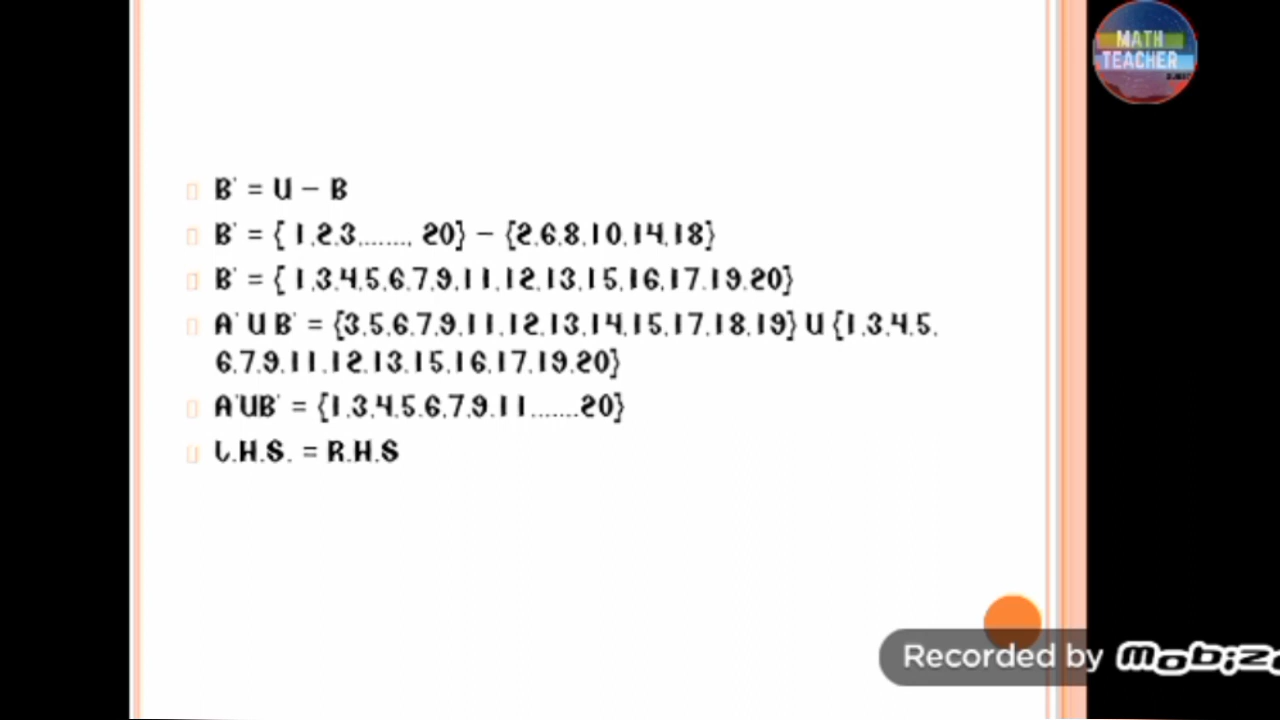 MATH
TEACHER
B' = U – B
B' = { 1,2,3,......., 20} – {2,6,8,10,14,18}
B' = { 1,3,4,5,6,7,9,11,12,13,15,16,17,19,20}
A' U B' = {3,5,6,7,9,11,12,13,14,15,17,18,19} U {1,3,4,5,
6,7,9,11,12,13,15,16,17,19,20}
A'UB' = {1,3,4,5,6,7,9,11.......20}
L.H.S. = R.H.S
Recorded by